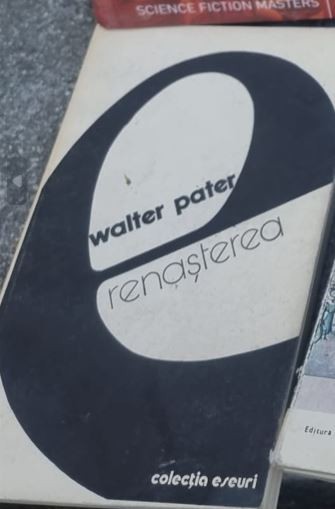 SCIENCE FICTION MASTERS
walter pater
renașterea
colecția eseuri
Editura